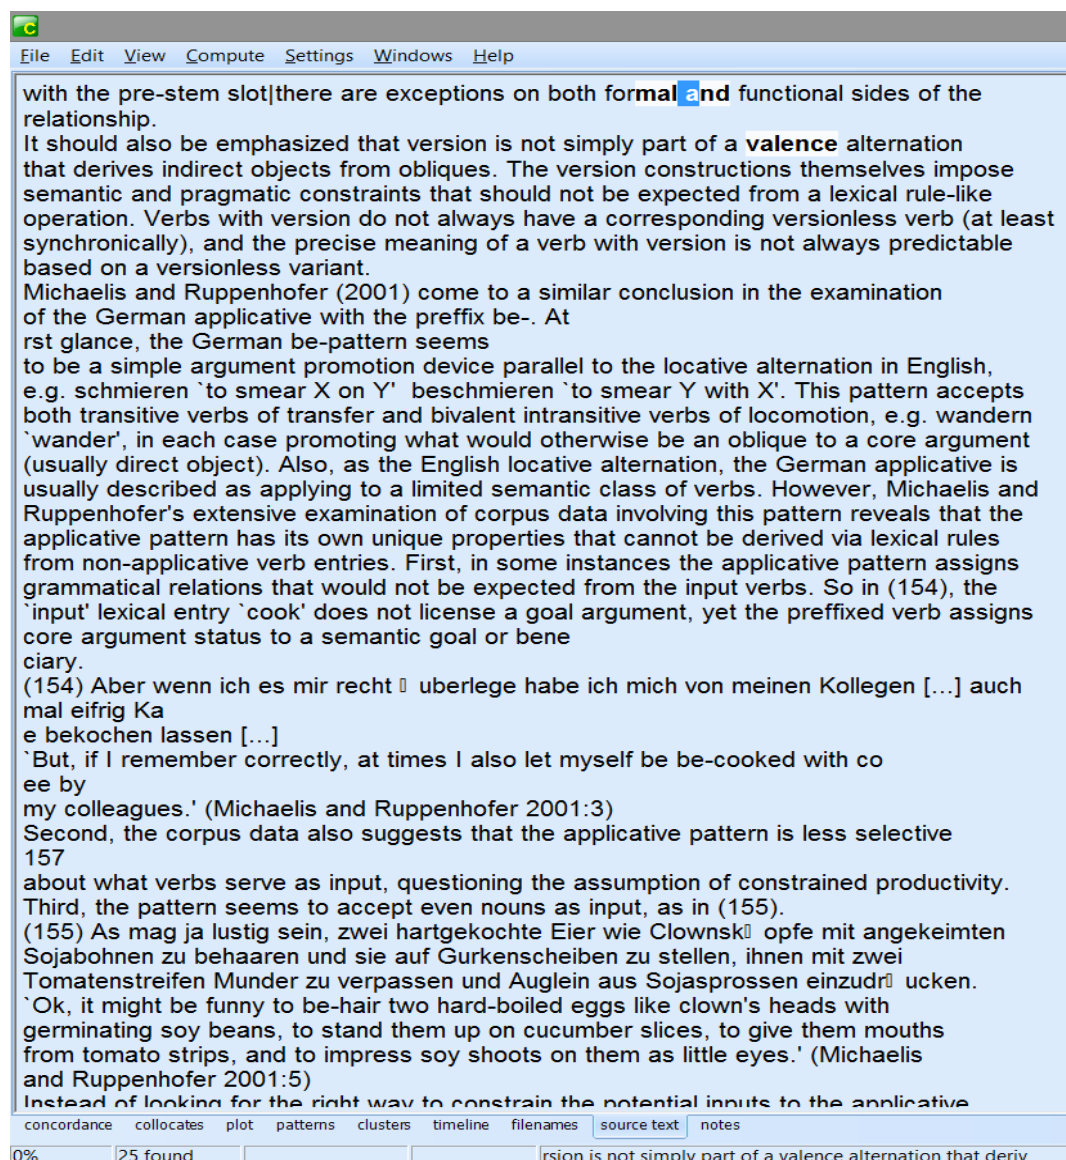 C
File Edit View Compute Settings Windows Help
with the pre-stem slot|there are exceptions on both formal and functional sides of the
relationship.
It should also be emphasized that version is not simply part of a valence alternation
that derives indirect objects from obliques. The version constructions themselves impose
semantic and pragmatic constraints that should not be expected from a lexical rule-like
operation. Verbs with version do not always have a corresponding versionless verb (at least
synchronically), and the precise meaning of a verb with version is not always predictable
based on a versionless variant.
Michaelis and Ruppenhofer (2001) come to a similar conclusion in the examination
of the German applicative with the preffix be-. At
rst glance, the German be-pattern seems
to be a simple argument promotion device parallel to the locative alternation in English,
e.g. schmieren `to smear X on Y'  beschmieren `to smear Y with X'. This pattern accepts
both transitive verbs of transfer and bivalent intransitive verbs of locomotion, e.g. wandern
`wander', in each case promoting what would otherwise be an oblique to a core argument
(usually direct object). Also, as the English locative alternation, the German applicative is
usually described as applying to a limited semantic class of verbs. However, Michaelis and
Ruppenhofer's extensive examination of corpus data involving this pattern reveals that the
applicative pattern has its own unique properties that cannot be derived via lexical rules
from non-applicative verb entries. First, in some instances the applicative pattern assigns
grammatical relations that would not be expected from the input verbs. So in (154), the
`input' lexical entry `cook' does not license a goal argument, yet the preffixed verb assigns
core argument status to a semantic goal or bene
ciary.
(154) Aber wenn ich es mir recht ▯ uberlege habe ich mich von meinen Kollegen [...] auch
mal eifrig Ka
e bekochen lassen [...]
`But, if I remember correctly, at times I also let myself be be-cooked with co
ee by
my colleagues.' (Michaelis and Ruppenhofer 2001:3)
Second, the corpus data also suggests that the applicative pattern is less selective
157
about what verbs serve as input, questioning the assumption of constrained productivity.
Third, the pattern seems to accept even nouns as input, as in (155).
(155) As mag ja lustig sein, zwei hartgekochte Eier wie Clownsk▯ opfe mit angekeimten
Sojabohnen zu behaaren und sie auf Gurkenscheiben zu stellen, ihnen mit zwei
Tomatenstreifen Munder zu verpassen und Auglein aus Sojasprossen einzudr▯ ucken.
`Ok, it might be funny to be-hair two hard-boiled eggs like clown's heads with
germinating soy beans, to stand them up on cucumber slices, to give them mouths
from tomato strips, and to impress soy shoots on them as little eyes.' (Michaelis
and Ruppenhofer 2001:5)
Instead of looking for the right way to constrain the potential inputs to the applicative
concordance collocates plot patterns clusters timeline filenames source text notes
0% 25 found rsion is not simply part of a valence alternation that deriv